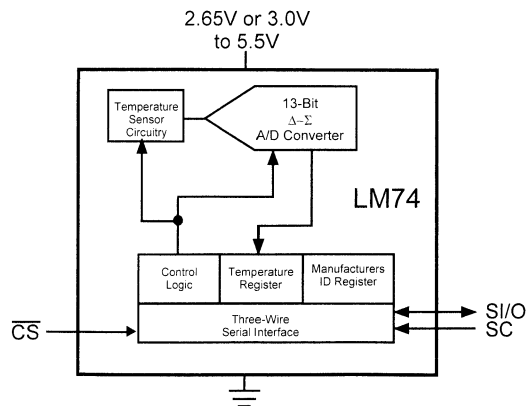 2.65V or 3.0V
to 5.5V
Temperature
Sensor
Circuitry
13-Bit
Δ-Σ
A/D Converter
LM74
Control
Logic
Temperature
Register
Manufacturers
ID Register
Three-Wire
Serial Interface
CS
SI/O
SC